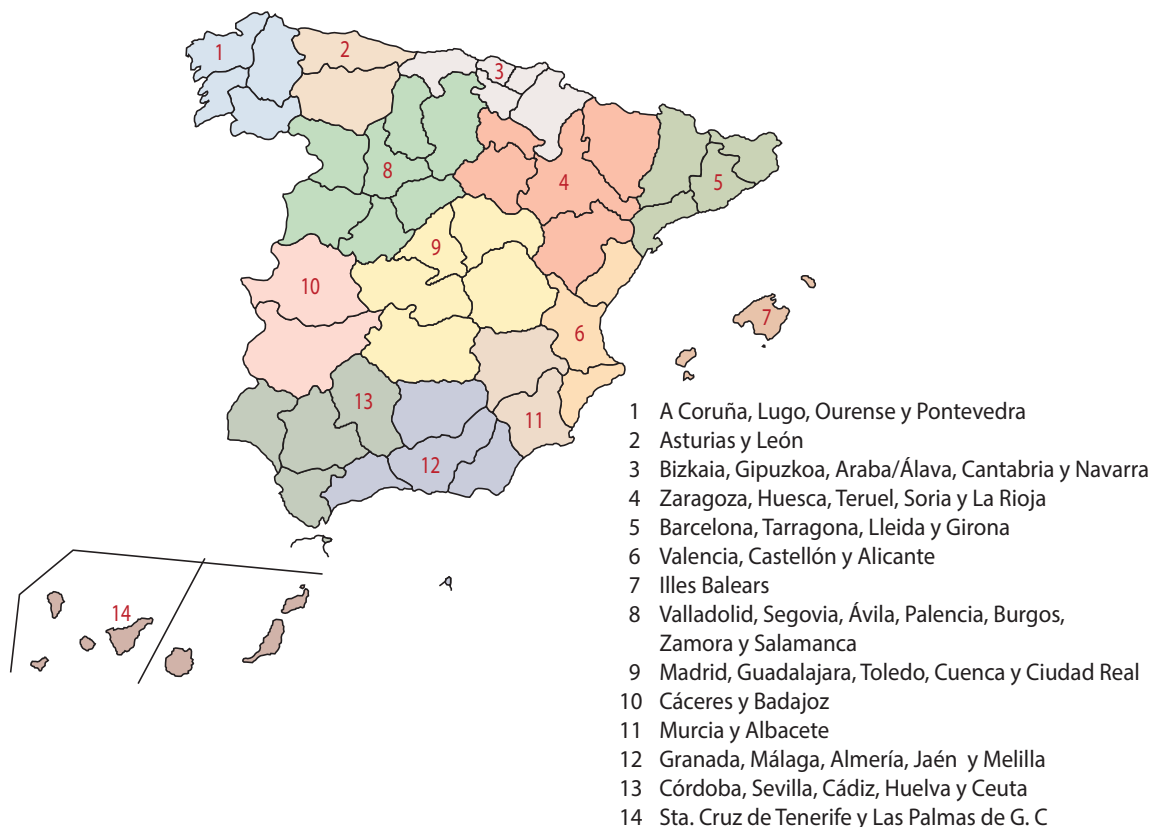 1
2
3
8
4
5
9
10
7
6
13
11
12
14
1 A Coruña, Lugo, Ourense y Pontevedra
2 Asturias y León
3 Bizkaia, Gipuzkoa, Araba/Álava, Cantabria y Navarra
4 Zaragoza, Huesca, Teruel, Soria y La Rioja
5 Barcelona, Tarragona, Lleida y Girona
6 Valencia, Castellón y Alicante
7 Illes Balears
8 Valladolid, Segovia, Ávila, Palencia, Burgos,
Zamora y Salamanca
9 Madrid, Guadalajara, Toledo, Cuenca y Ciudad Real
10 Cáceres y Badajoz
11 Murcia y Albacete
12 Granada, Málaga, Almería, Jaén y Melilla
13 Córdoba, Sevilla, Cádiz, Huelva y Ceuta
14 Sta. Cruz de Tenerife y Las Palmas de G. C